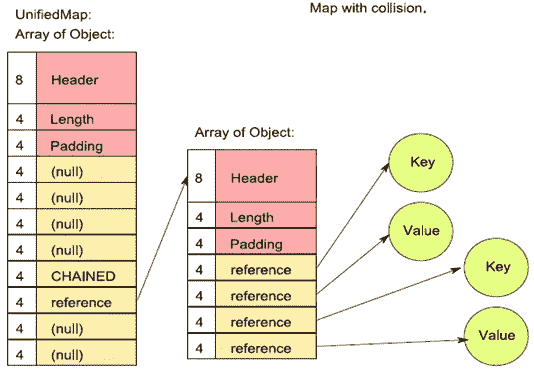 UnifiedMap:
Array of Object:
Map with collision.
8 Header
4 Length
4 Padding
4 (null)
4 (null)
4 (null)
4 (null)
4 CHAINED
4 reference
4 (null)
4 (null)
Array of Object:
8 Header
4 Length
4 Padding
4 reference
4 reference
4 reference
4 reference
Key
Value
Key
Value